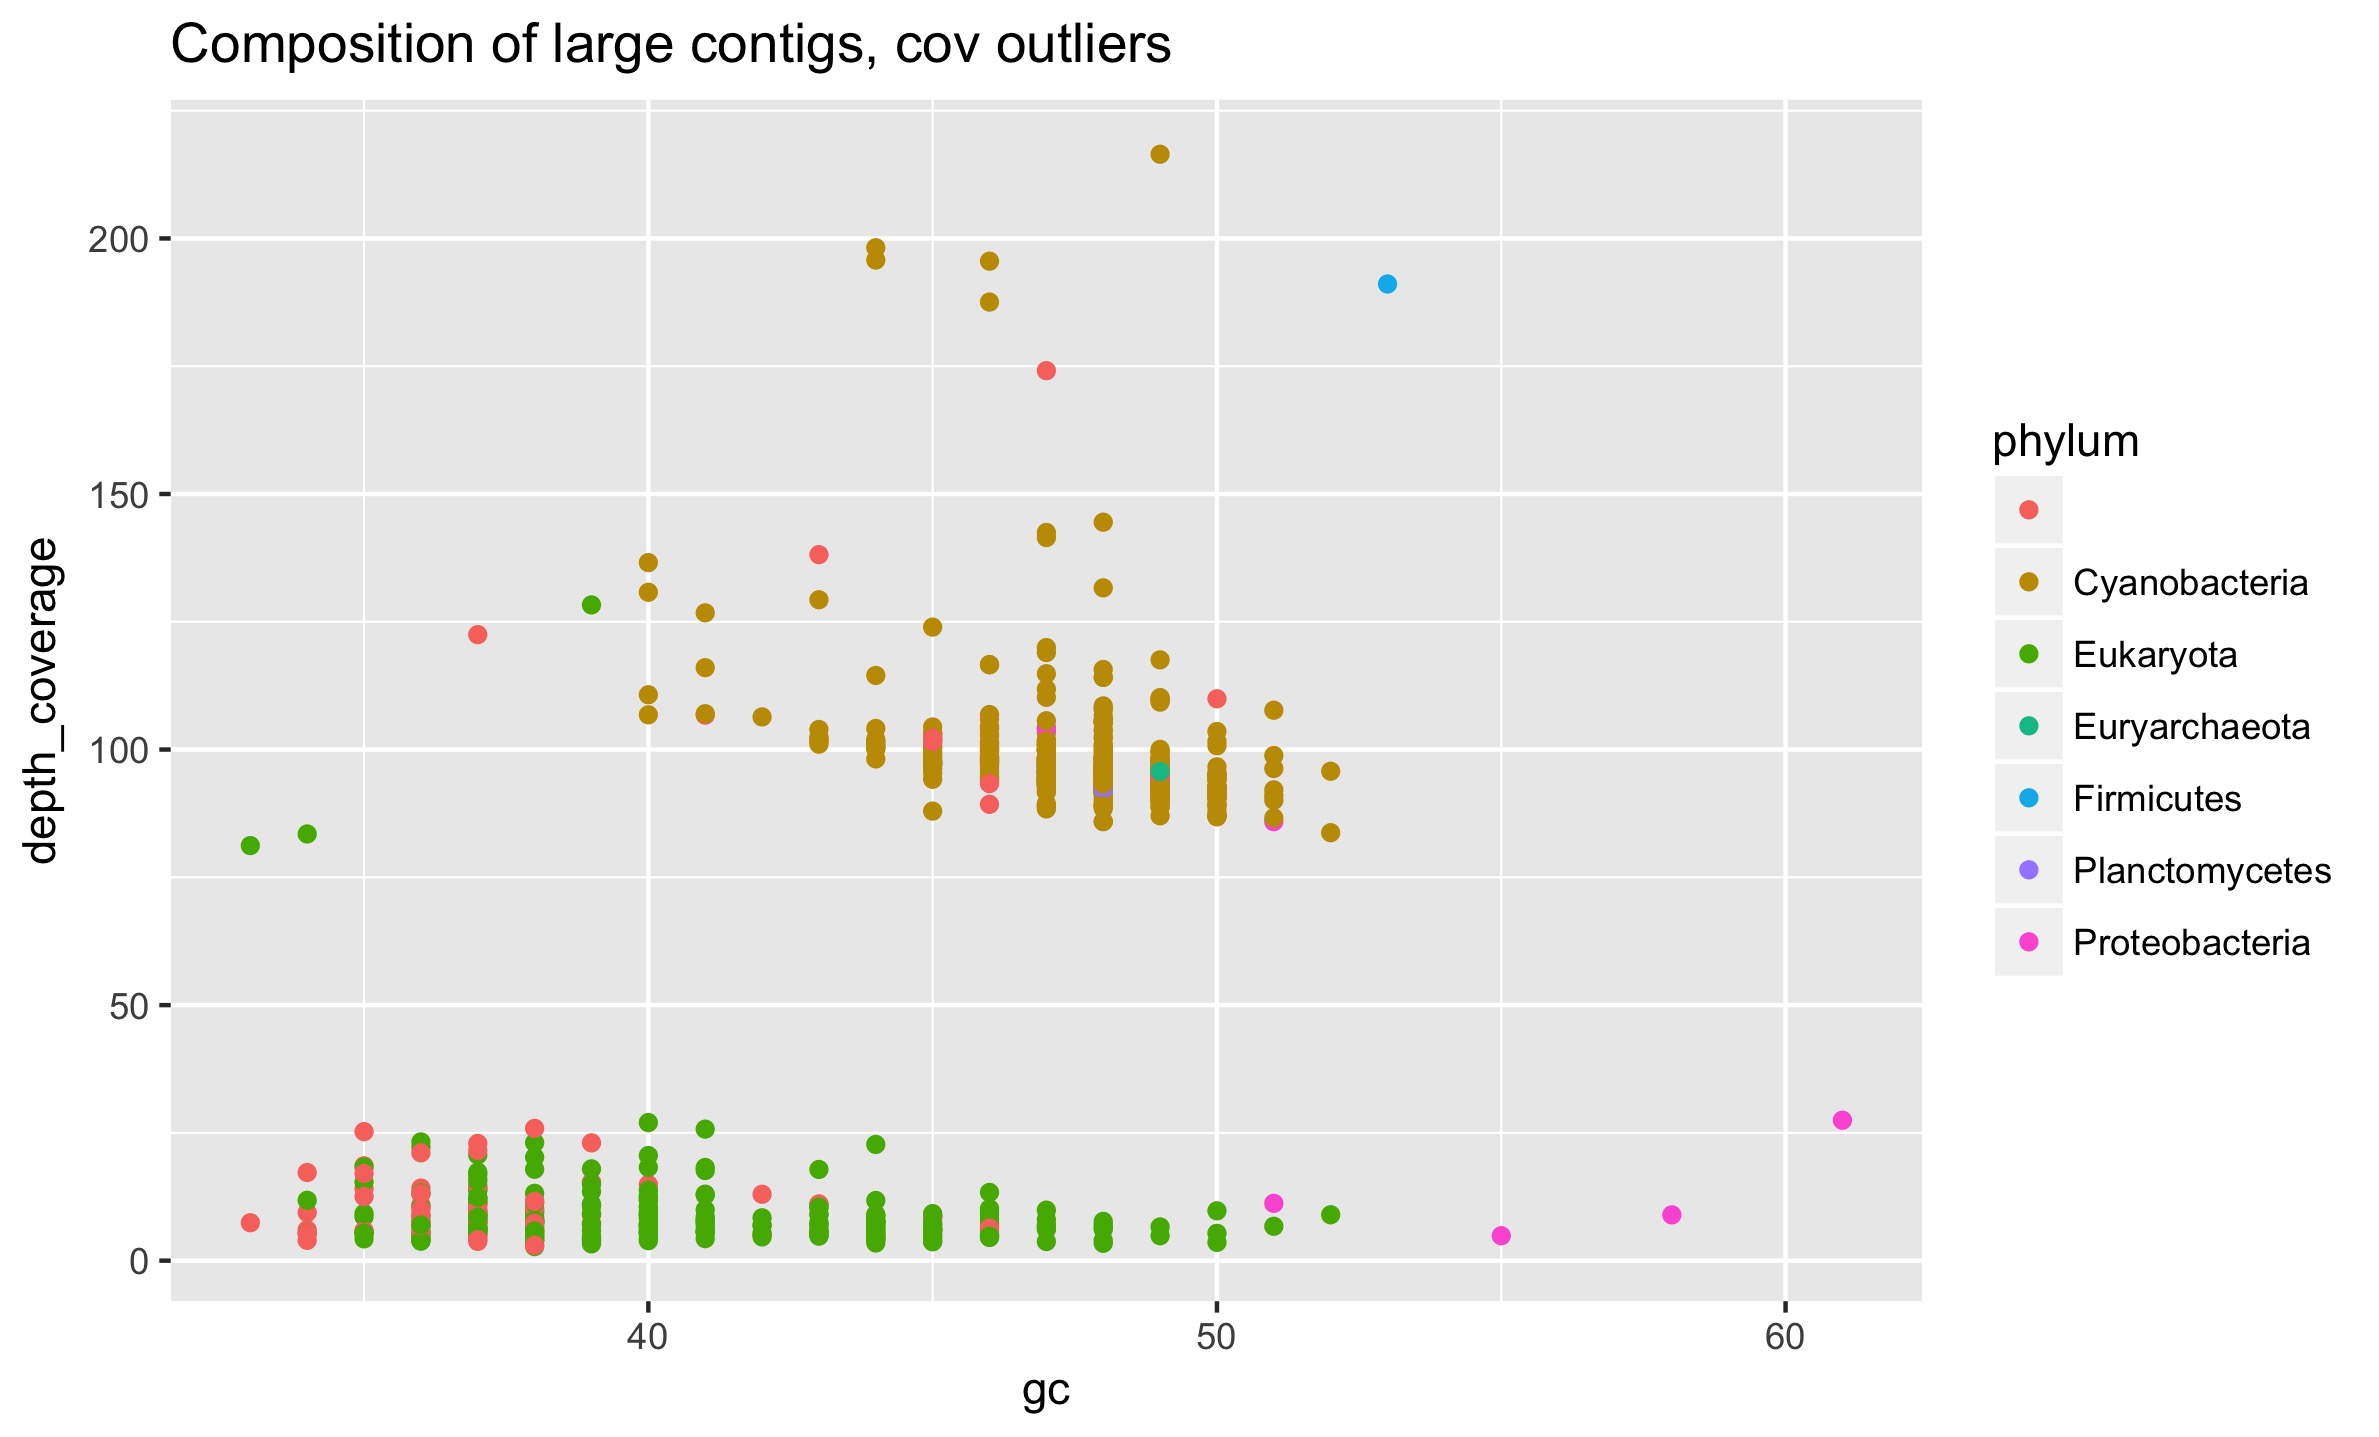 Composition of large contigs, cov outliers
depth_coverage
200
150
100
50
0
40
50
60
gc
phylum
Cyanobacteria
Eukaryota
Euryarchaeota
Firmicutes
Planctomycetes
Proteobacteria